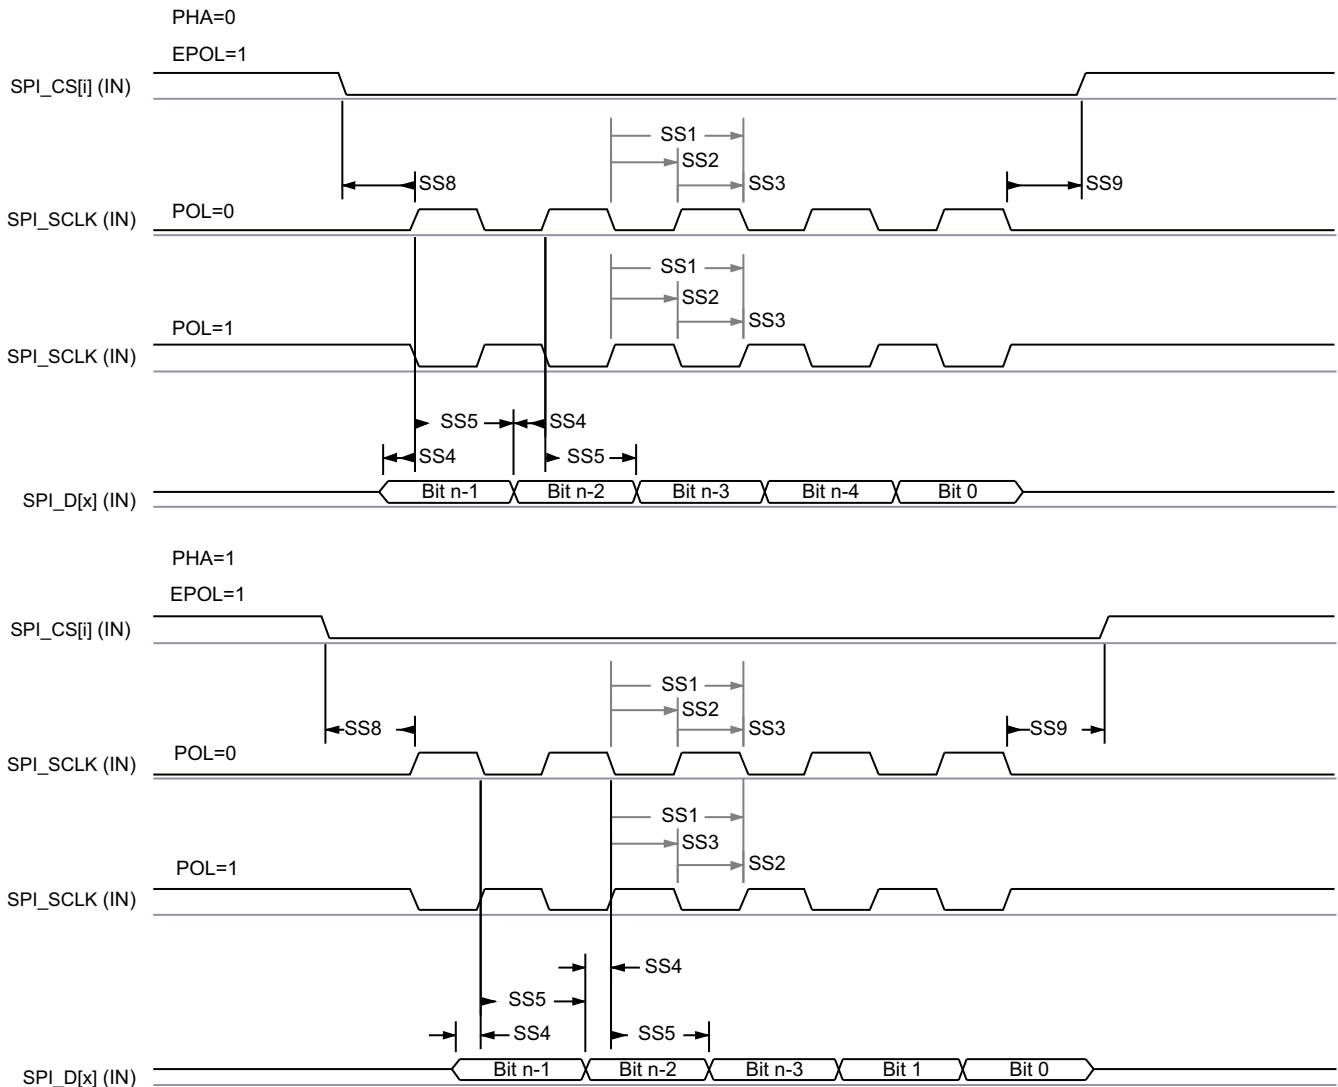 PHA=0
EPOL=1
SPI_CS[i] (IN)
SS1
SS2
SS8
SS3
SS9
POL=0
SPI_SCLK (IN)
SS1
SS2
SS3
POL=1
SPI_SCLK (IN)
SS5
SS4
SS4
SS5
SPI_D[x] (IN)
Bit n-1
Bit n-2
Bit n-3
Bit n-4
Bit 0
PHA=1
EPOL=1
SPI_CS[i] (IN)
SS1
SS2
SS8
SS3
SS9
POL=0
SPI_SCLK (IN)
SS1
SS3
SS2
POL=1
SPI_SCLK (IN)
SS4
SS5
SS4
SS5
SPI_D[x] (IN)
Bit n-1
Bit n-2
Bit n-3
Bit 1
Bit 0